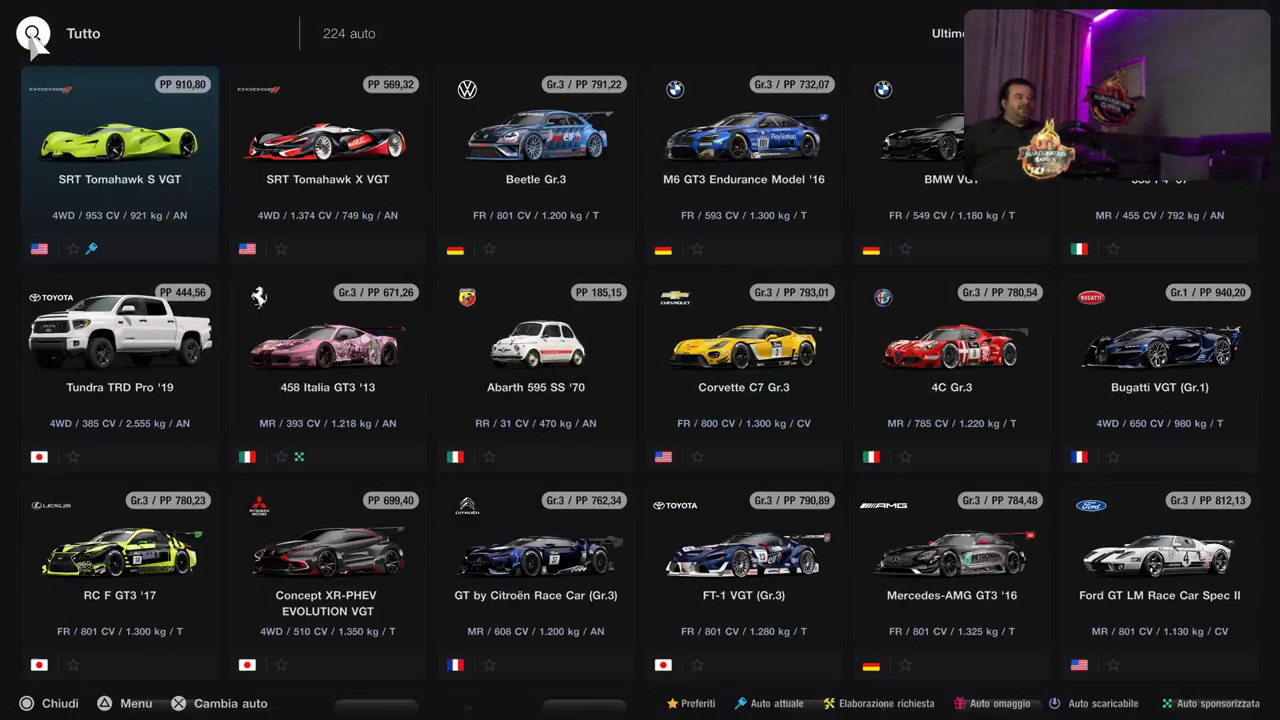 Tutto
224 auto
Ultime
DODGE
PP 910,80
SRT Tomahawk S VGT
4WD / 953 CV / 921 kg / AN
DODGE
PP 569,32
SRT Tomahawk X VGT
4WD / 1.374 CV / 749 kg / AN
Gr.3 / PP 791,22
Beetle Gr.3
FR / 801 CV / 1.200 kg / T
Gr.3 / PP 732,07
M6 GT3 Endurance Model '16
FR / 593 CV / 1.300 kg / T
BMW VGT
FR / 549 CV / 1.180 kg / T
MR / 455 CV / 792 kg / AN
TOYOTA
PP 444,56
Tundra TRD Pro '19
4WD / 385 CV / 2.555 kg / AN
Gr.3 / PP 671,26
458 Italia GT3 '13
MR / 393 CV / 1.218 kg / AN
PP 185,15
Abarth 595 SS '70
RR / 31 CV / 470 kg / AN
CHEVROLET
Gr.3 / PP 793,01
Corvette C7 Gr.3
FR / 800 CV / 1.300 kg / CV
Gr.3 / PP 780,54
4C Gr.3
MR / 785 CV / 1.220 kg / T
BUGATTI
Gr.1 / PP 940,20
Bugatti VGT (Gr.1)
4WD / 650 CV / 980 kg / T
LEXUS
Gr.3 / PP 780,23
RC F GT3 '17
FR / 801 CV / 1.300 kg / T
MITSUBISHI
MOTORS
PP 699,40
Concept XR-PHEV
EVOLUTION VGT
4WD / 510 CV / 1.350 kg / T
CITROËN
Gr.3 / PP 762,34
GT by Citroën Race Car (Gr.3)
MR / 608 CV / 1.200 kg / AN
TOYOTA
Gr.3 / PP 790,89
FT-1 VGT (Gr.3)
FR / 801 CV / 1.280 kg / T
AMG
Gr.3 / PP 784,48
Mercedes-AMG GT3 '16
FR / 801 CV / 1.325 kg / T
Ford
Gr.3 / PP 812,13
Ford GT LM Race Car Spec II
MR / 801 CV / 1.130 kg / CV
Chiudi
Menu
Cambia auto
Preferiti
Auto attuale
Elaborazione richiesta
Auto omaggio
Auto scaricabile
Auto sponsorizzata